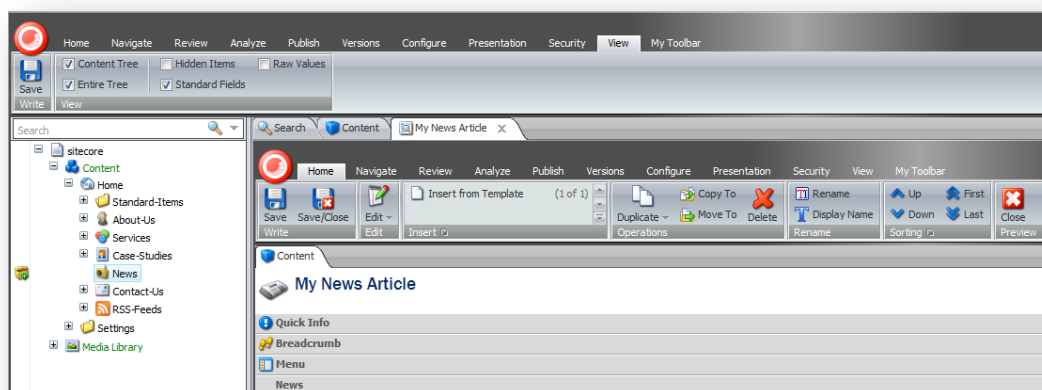 Home Navigate Review Analyze Publish Versions Configure Presentation Security View My Toolbar
Content Tree Hidden Items Raw Values
Save Entire Tree Standard Fields
Write View
Search
Search Content My News Article
sitecore
Content
Home
Standard-Items
About-Us
Services
Case-Studies
News
Contact-Us
RSS-Feeds
Settings
Media Library
Home Navigate Review Analyze Publish Versions Configure Presentation Security View My Toolbar
Insert from Template (1 of 1) Copy To Rename Up First
Save Save/Close Edit Duplicate Move To Delete Display Name Down Last Close
Write Edit Insert Operations Rename Sorting Preview
Content
My News Article
Quick Info
Breadcrumb
Menu
News